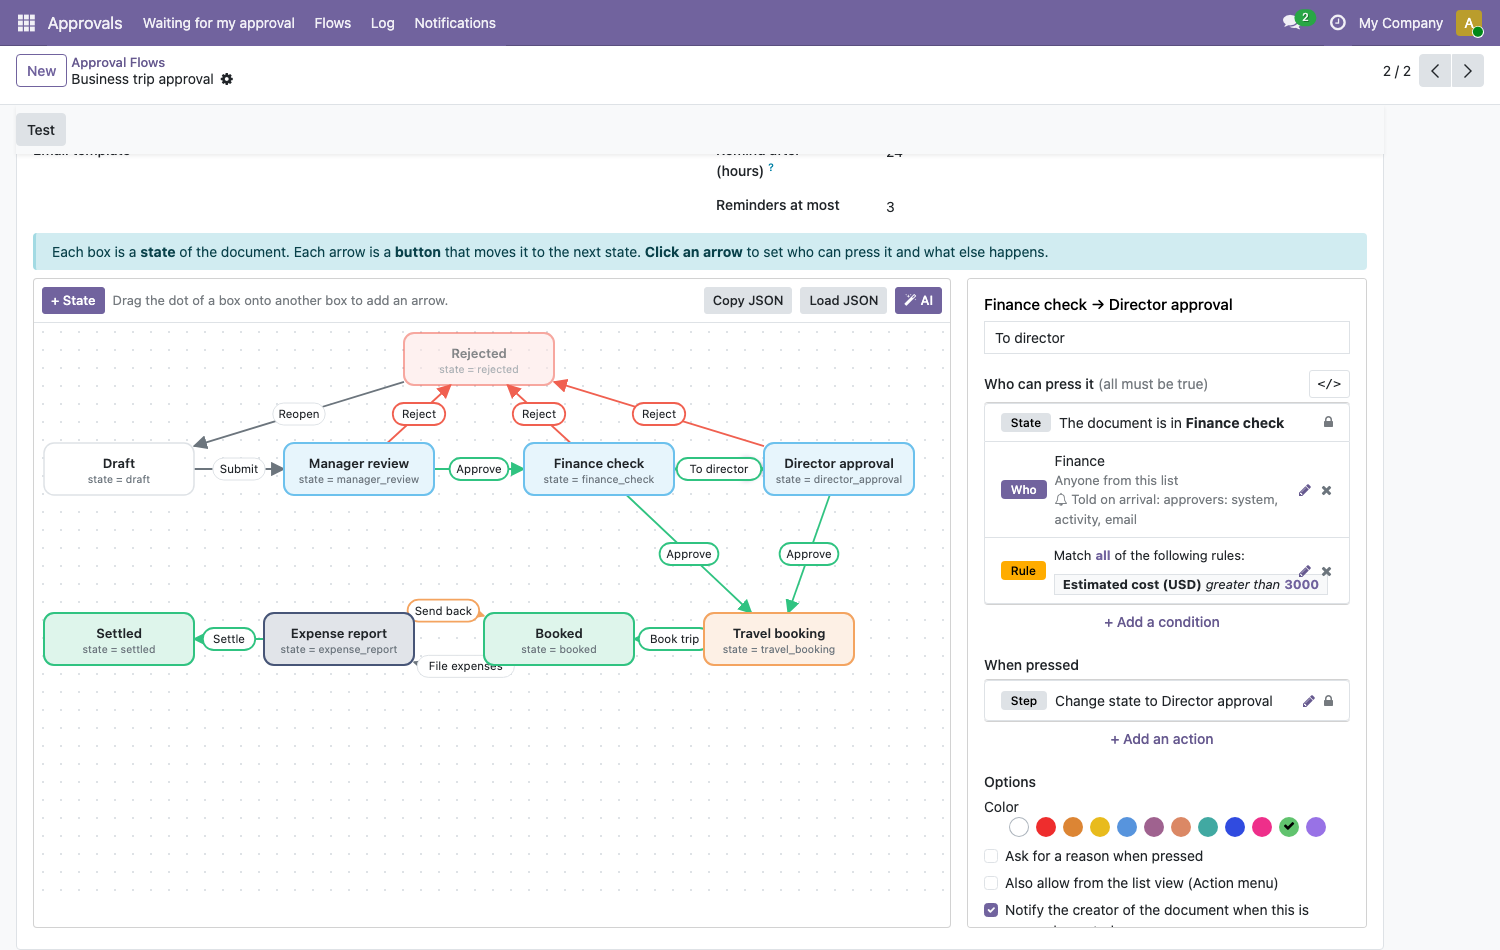 Approvals Waiting for my approval Flows Log Notifications 2 My Company A
New Approval Flows
Business trip approval 2 / 2
Test
(hours) ?
Reminders at most 3
Each box is a state of the document. Each arrow is a button that moves it to the next state. Click an arrow to set who can press it and what else happens.
+ State Drag the dot of a box onto another box to add an arrow. Copy JSON Load JSON AI
Rejected
state = rejected
Reopen Reject Reject Reject
Draft
state = draft
Submit
Manager review
state = manager_review
Approve
Finance check
state = finance_check
To director
Director approval
state = director_approval
Approve Approve
Settled
state = settled
Settle
Expense report
state = expense_report
Send back
File expenses
Booked
state = booked
Book trip
Travel booking
state = travel_booking
Finance check → Director approval
To director
Who can press it (all must be true) </>
State The document is in Finance check
Who Finance
Anyone from this list
Told on arrival: approvers: system,
activity, email
Rule Match all of the following rules:
Estimated cost (USD) greater than 3000
+ Add a condition
When pressed
Step Change state to Director approval
+ Add an action
Options
Color
Ask for a reason when pressed
Also allow from the list view (Action menu)
Notify the creator of the document when this is